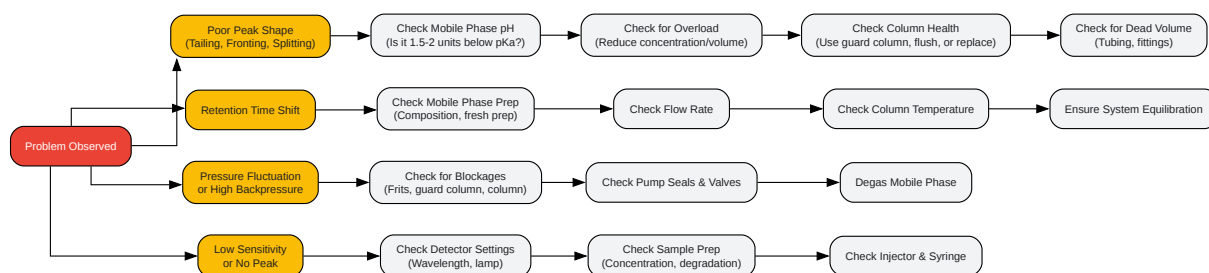 Poor Peak Shape
(Tailing, Fronting, Splitting)
Check Mobile Phase pH
(Is it 1.5-2 units below pKa?)
Check for Overload
(Reduce concentration/volume)
Check Column Health
(Use guard column, flush, or replace)
Check for Dead Volume
(Tubing, fittings)
Retention Time Shift
Check Mobile Phase Prep
(Composition, fresh prep)
Check Flow Rate
Check Column Temperature
Ensure System Equilibration
Problem Observed
Pressure Fluctuation
or High Backpressure
Check for Blockages
(Frits, guard column, column)
Check Pump Seals & Valves
Degas Mobile Phase
Low Sensitivity
or No Peak
Check Detector Settings
(Wavelength, lamp)
Check Sample Prep
(Concentration, degradation)
Check Injector & Syringe